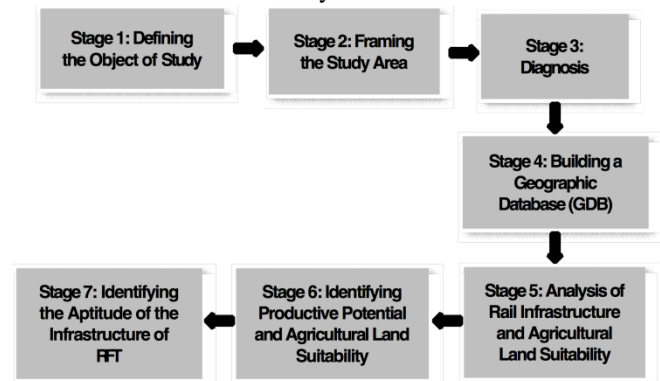 Stage 1: Defining
the Object of Study
Stage 2: Framing
the Study Area
Stage 3:
Diagnosis
Stage 4: Building a
Geographic
Database (GDB)
Stage 5: Analysis of
Rail Infrastructure
and Agricultural
Land Suitability
Stage 6: Identifying
Productive Potential
and Agricultural Land
Suitability
Stage 7: Identifying
the Aptitude of the
Infrastructure of
RFT